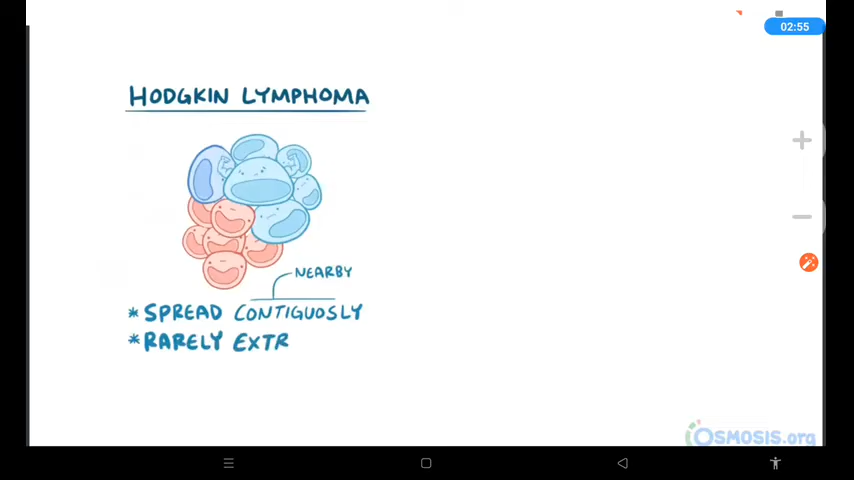 02:55
HODGKIN LYMPHOMA
NEARBY
* SPREAD CONTIGUOSLY
* RARELY EXTR
OSMOSIS.org